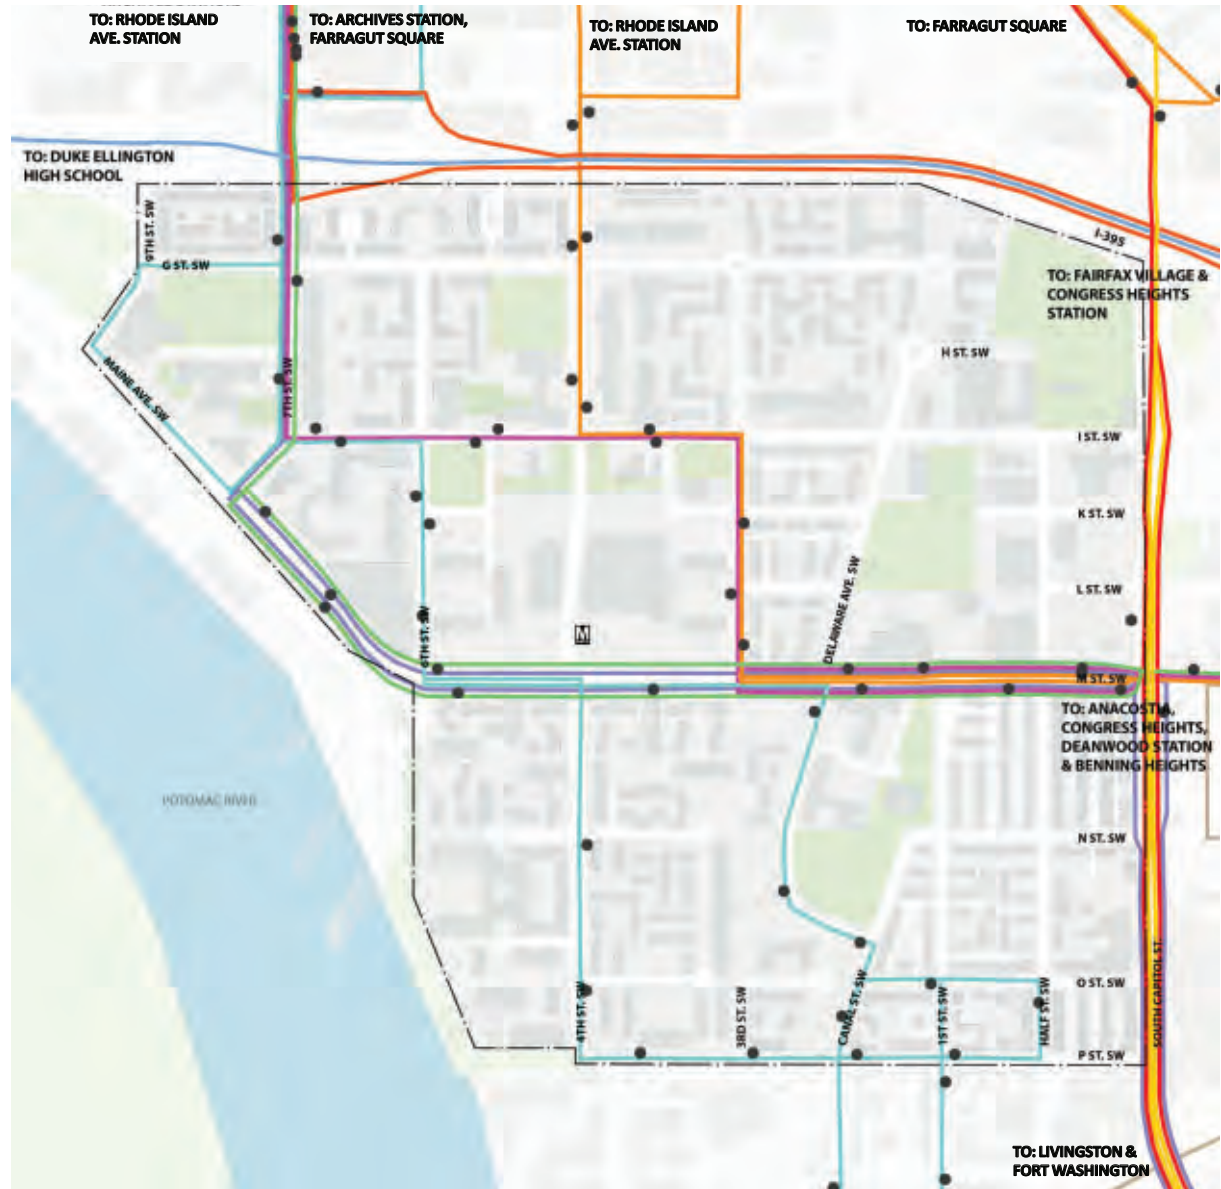 TO: RHODE ISLAND
AVE. STATION
TO: ARCHIVES STATION,
FARRAGUT SQUARE
TO: RHODE ISLAND
AVE. STATION
TO: FARRAGUT SQUARE
TO: DUKE ELLINGTON
HIGH SCHOOL
9TH ST. SW
G ST. SW
I-395
TO: FAIRFAX VILLAGE &
CONGRESS HEIGHTS
STATION
H ST. SW
MAINE AVE. SW
7TH ST. SW
I ST. SW
K ST. SW
L ST. SW
DELAWARE AVE. SW
6TH ST. SW
M
M ST. SW
TO: ANACOSTIA,
CONGRESS HEIGHTS,
DEANWOOD STATION
& BENNING HEIGHTS
POTOMAC RIVER
N ST. SW
O ST. SW
4TH ST. SW
3RD ST. SW
CANAL ST. SW
1ST ST. SW
HALF ST. SW
SOUTH CAPITOL ST.
P ST. SW
TO: LIVINGSTON &
FORT WASHINGTON